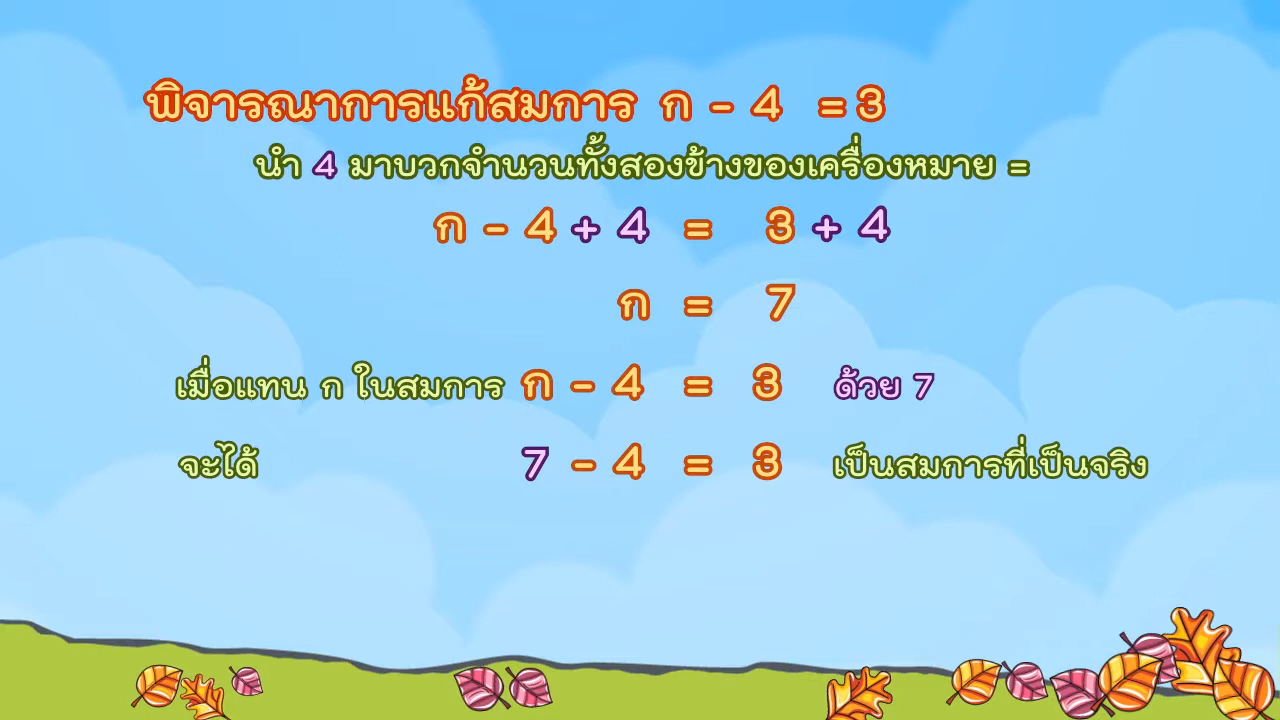 พิจารณาการแก้สมการ ก - 4 = 3
นำ 4 มาบวกจำนวนทั้งสองข้างของเครื่องหมาย =
ก - 4 + 4 = 3 + 4
ก = 7
เมื่อแทน ก ในสมการ ก - 4 = 3 ด้วย 7
จะได้ 7 - 4 = 3 เป็นสมการที่เป็นจริง